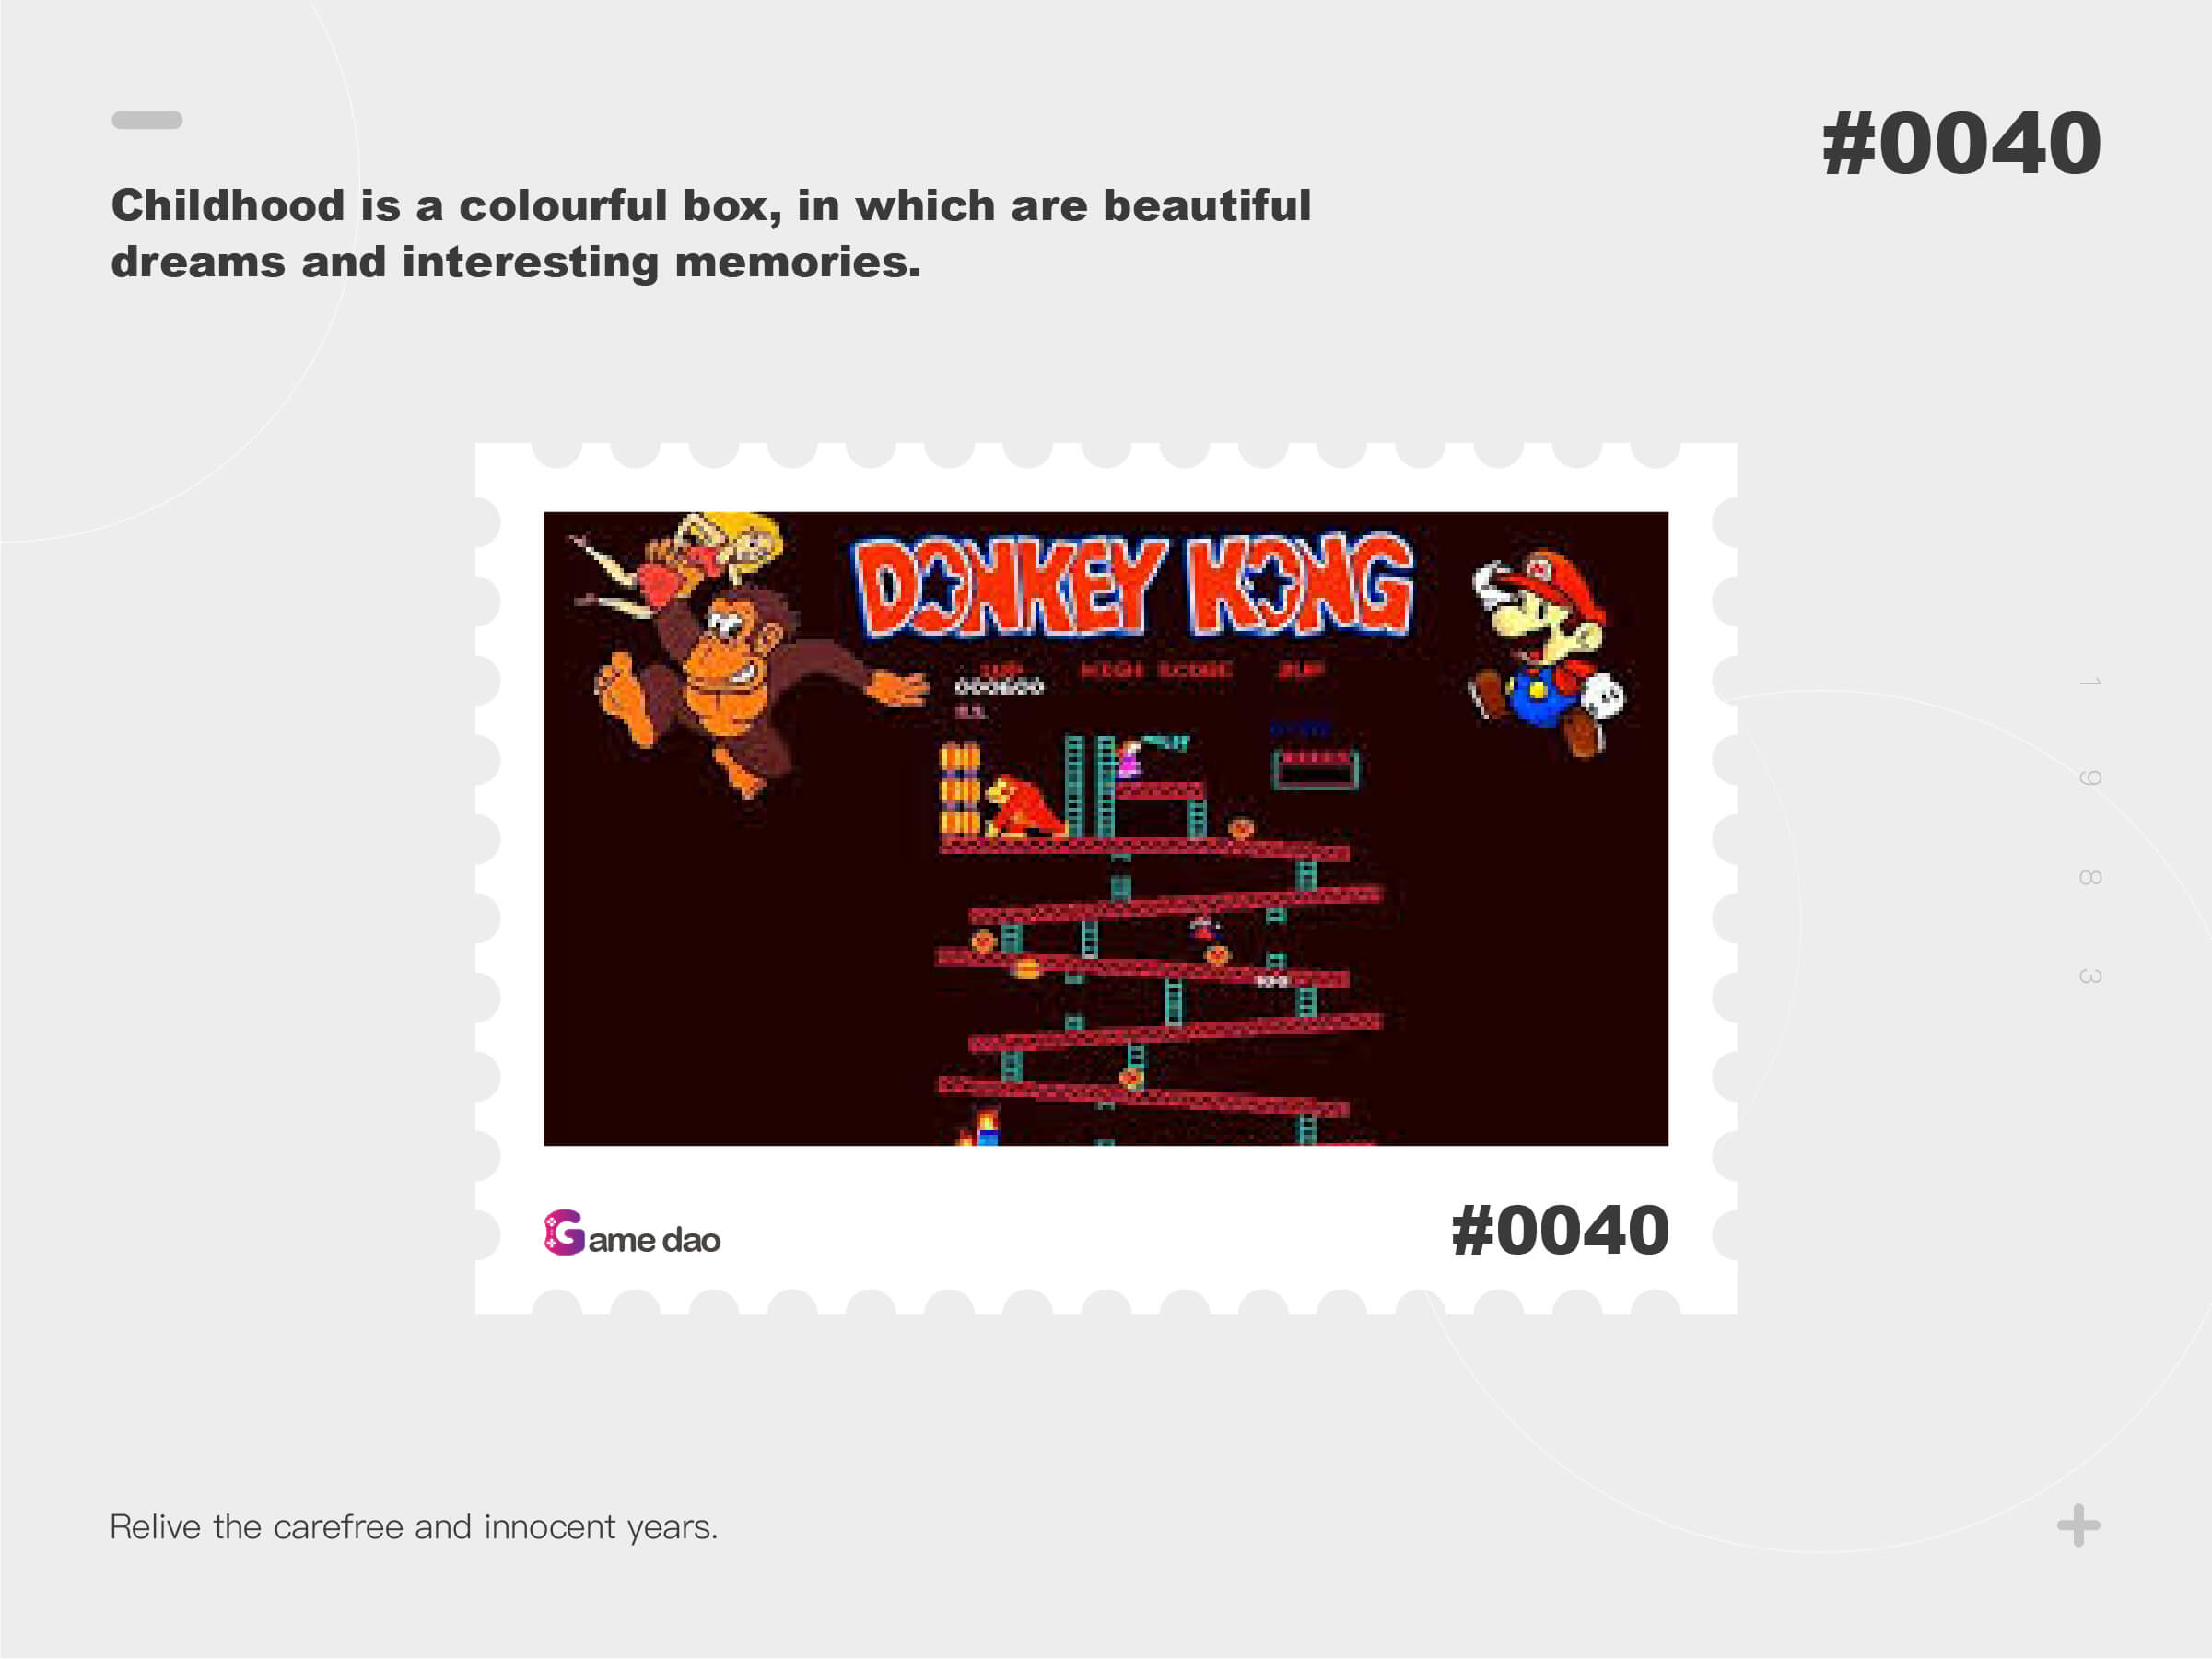 #0040
Childhood is a colourful box, in which are beautiful
dreams and interesting memories.
DONKEY KONG
1UP HIGH SCORE 2UP
000600
100
1
9
8
3
Game dao
#0040
Relive the carefree and innocent years.